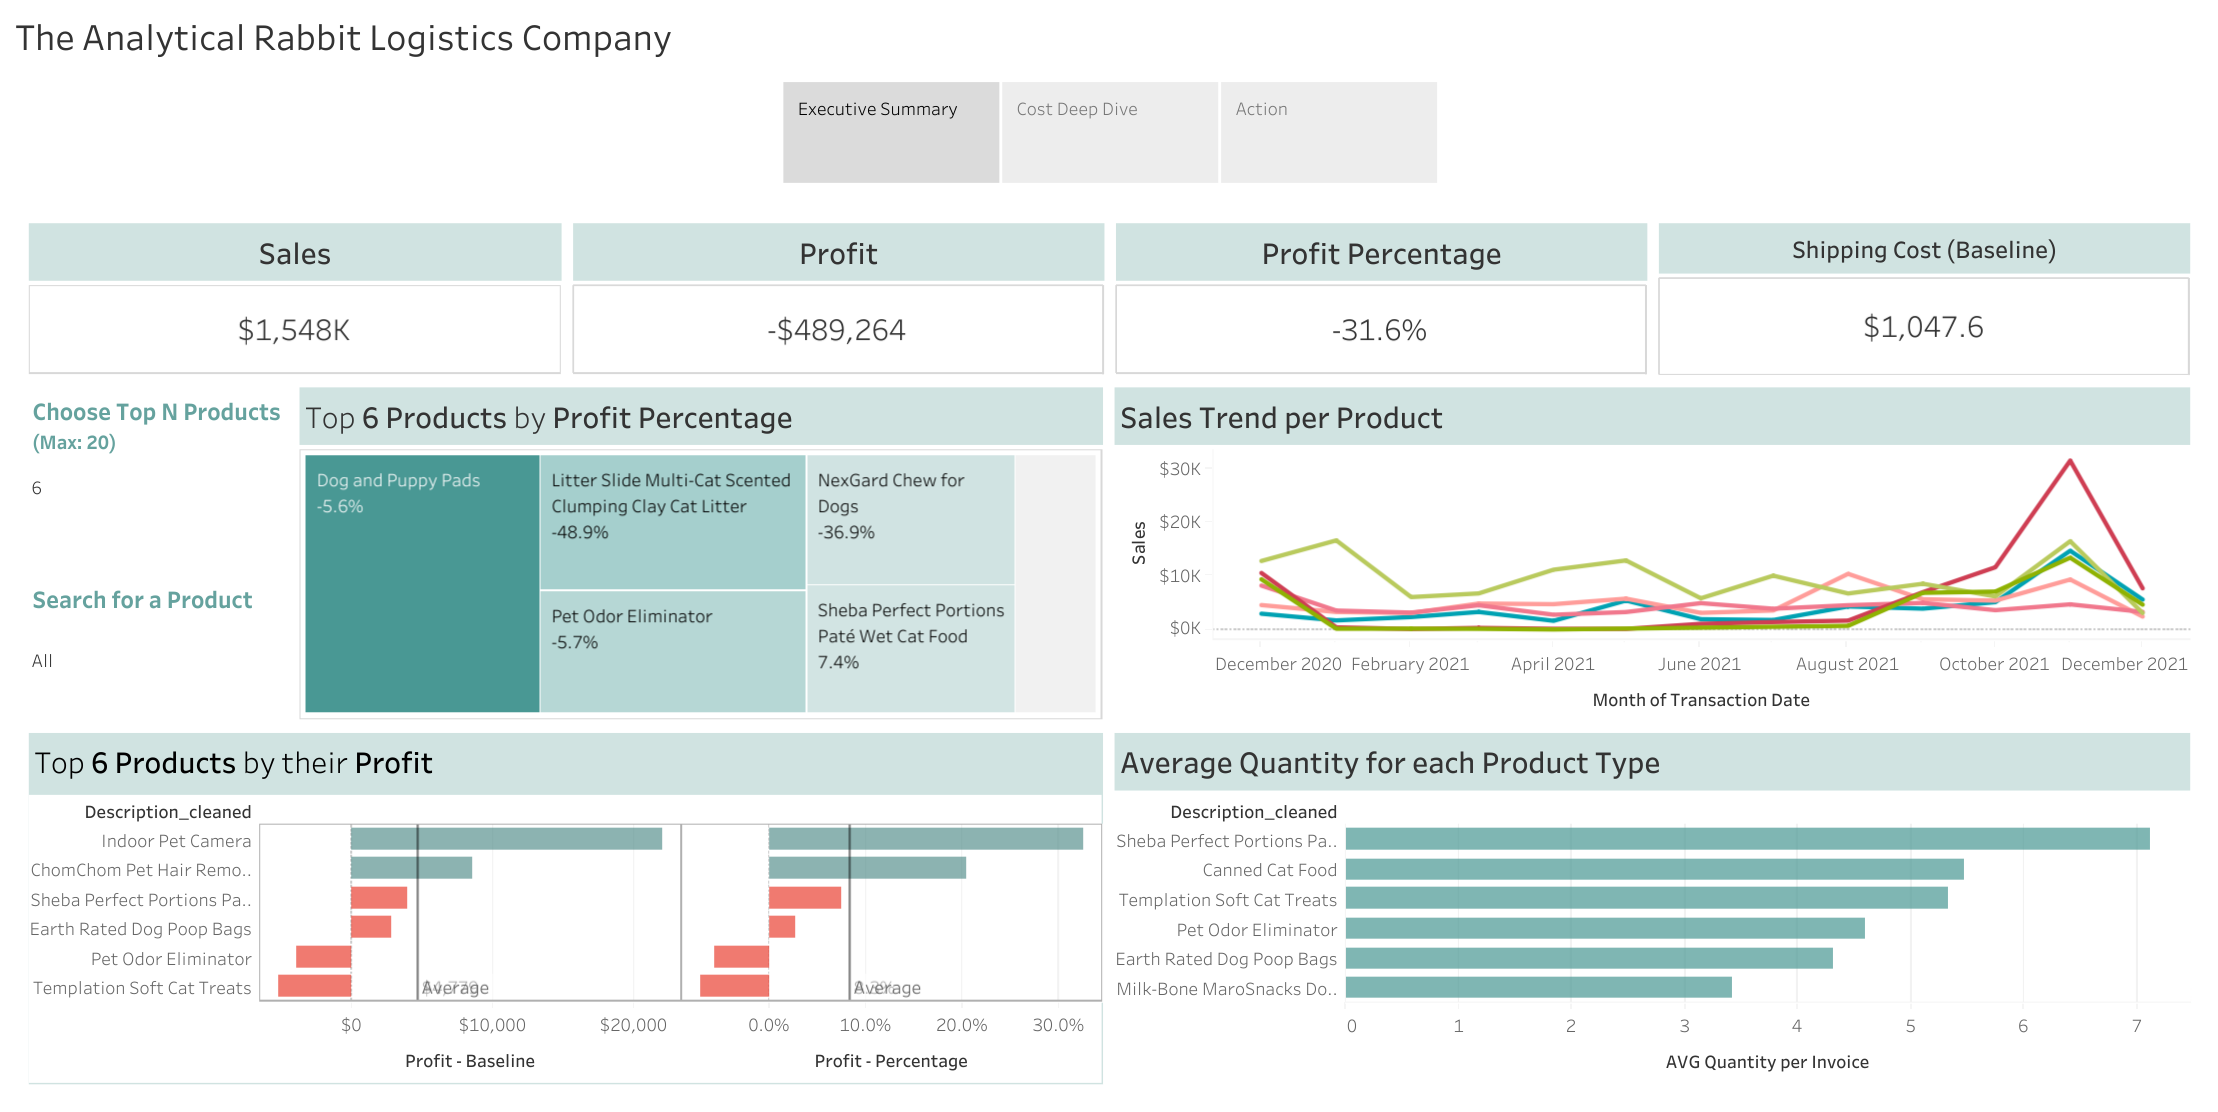 The Analytical Rabbit Logistics Company
Executive Summary
Cost Deep Dive
Action
Sales
Profit
Profit Percentage
Shipping Cost (Baseline)
$1,548K
-$489,264
-31.6%
$1,047.6
Choose Top N Products
(Max: 20)
6
Search for a Product
All
Top 6 Products by Profit Percentage
Dog and Puppy Pads
-5.6%
Litter Slide Multi-Cat Scented
Clumping Clay Cat Litter
-48.9%
Pet Odor Eliminator
-5.7%
NexGard Chew for
Dogs
-36.9%
Sheba Perfect Portions
Paté Wet Cat Food
7.4%
Sales Trend per Product
Sales
$30K
$20K
$10K
$0K
December 2020
February 2021
April 2021
June 2021
August 2021
October 2021
December 2021
Month of Transaction Date
Top 6 Products by their Profit
Description_cleaned
Indoor Pet Camera
ChomChom Pet Hair Remo..
Sheba Perfect Portions Pa..
Earth Rated Dog Poop Bags
Pet Odor Eliminator
Templation Soft Cat Treats
Average
Average
$0
$10,000
$20,000
0.0%
10.0%
20.0%
30.0%
Profit - Baseline
Profit - Percentage
Average Quantity for each Product Type
Description_cleaned
Sheba Perfect Portions Pa..
Canned Cat Food
Templation Soft Cat Treats
Pet Odor Eliminator
Earth Rated Dog Poop Bags
Milk-Bone MaroSnacks Do..
0
1
2
3
4
5
6
7
AVG Quantity per Invoice